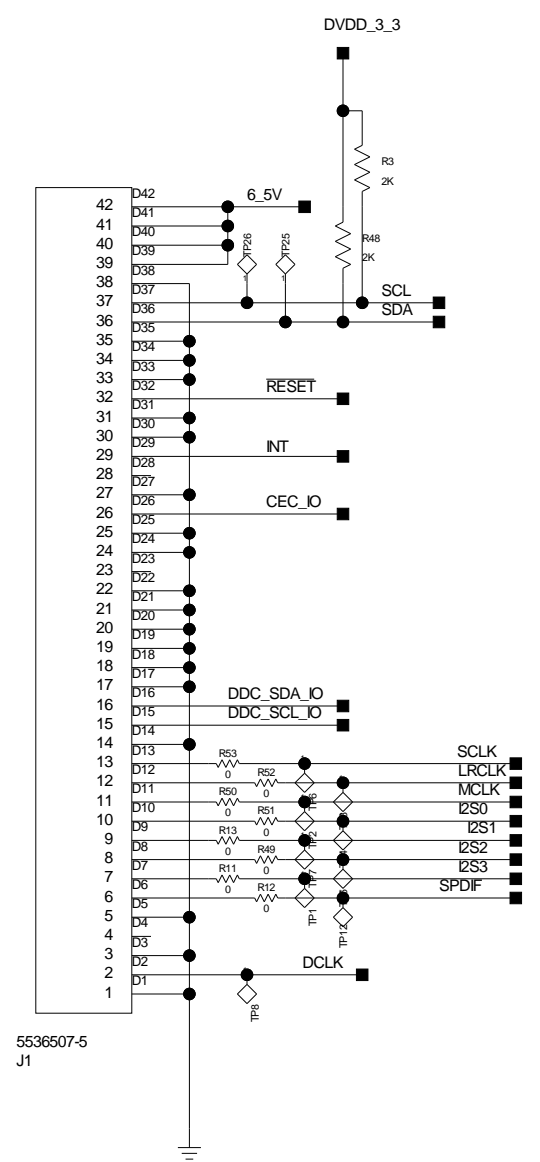 DVDD_3_3
R3
2K
D42
42
6_5V
D41
41
D40
40
TP26
TP25
R48
2K
D39
39
D38
38
D37
37
SCL
D36
36
SDA
D35
35
D34
34
D33
33
D32
32
RESET
D31
31
D30
30
D29
29
INT
D28
28
D27
27
D26
26
CEC_IO
D25
25
D24
24
D23
23
D22
22
D21
21
D20
20
D19
19
D18
18
D17
17
D16
16
DDC_SDA_IO
D15
15
DDC_SCL_IO
D14
14
D13
13
R53
0
SCLK
D12
12
R52
0
LRCLK
D11
11
R50
0
TP6
MCLK
D10
10
R51
0
I2S0
D9
9
R13
0
TP2
I2S1
D8
8
R49
0
I2S2
D7
7
R11
0
TP7
I2S3
D6
6
R12
0
SPDIF
D5
5
TP1
TP12
D4
4
D3
3
D2
2
DCLK
D1
1
TP8
5536507-5
J1